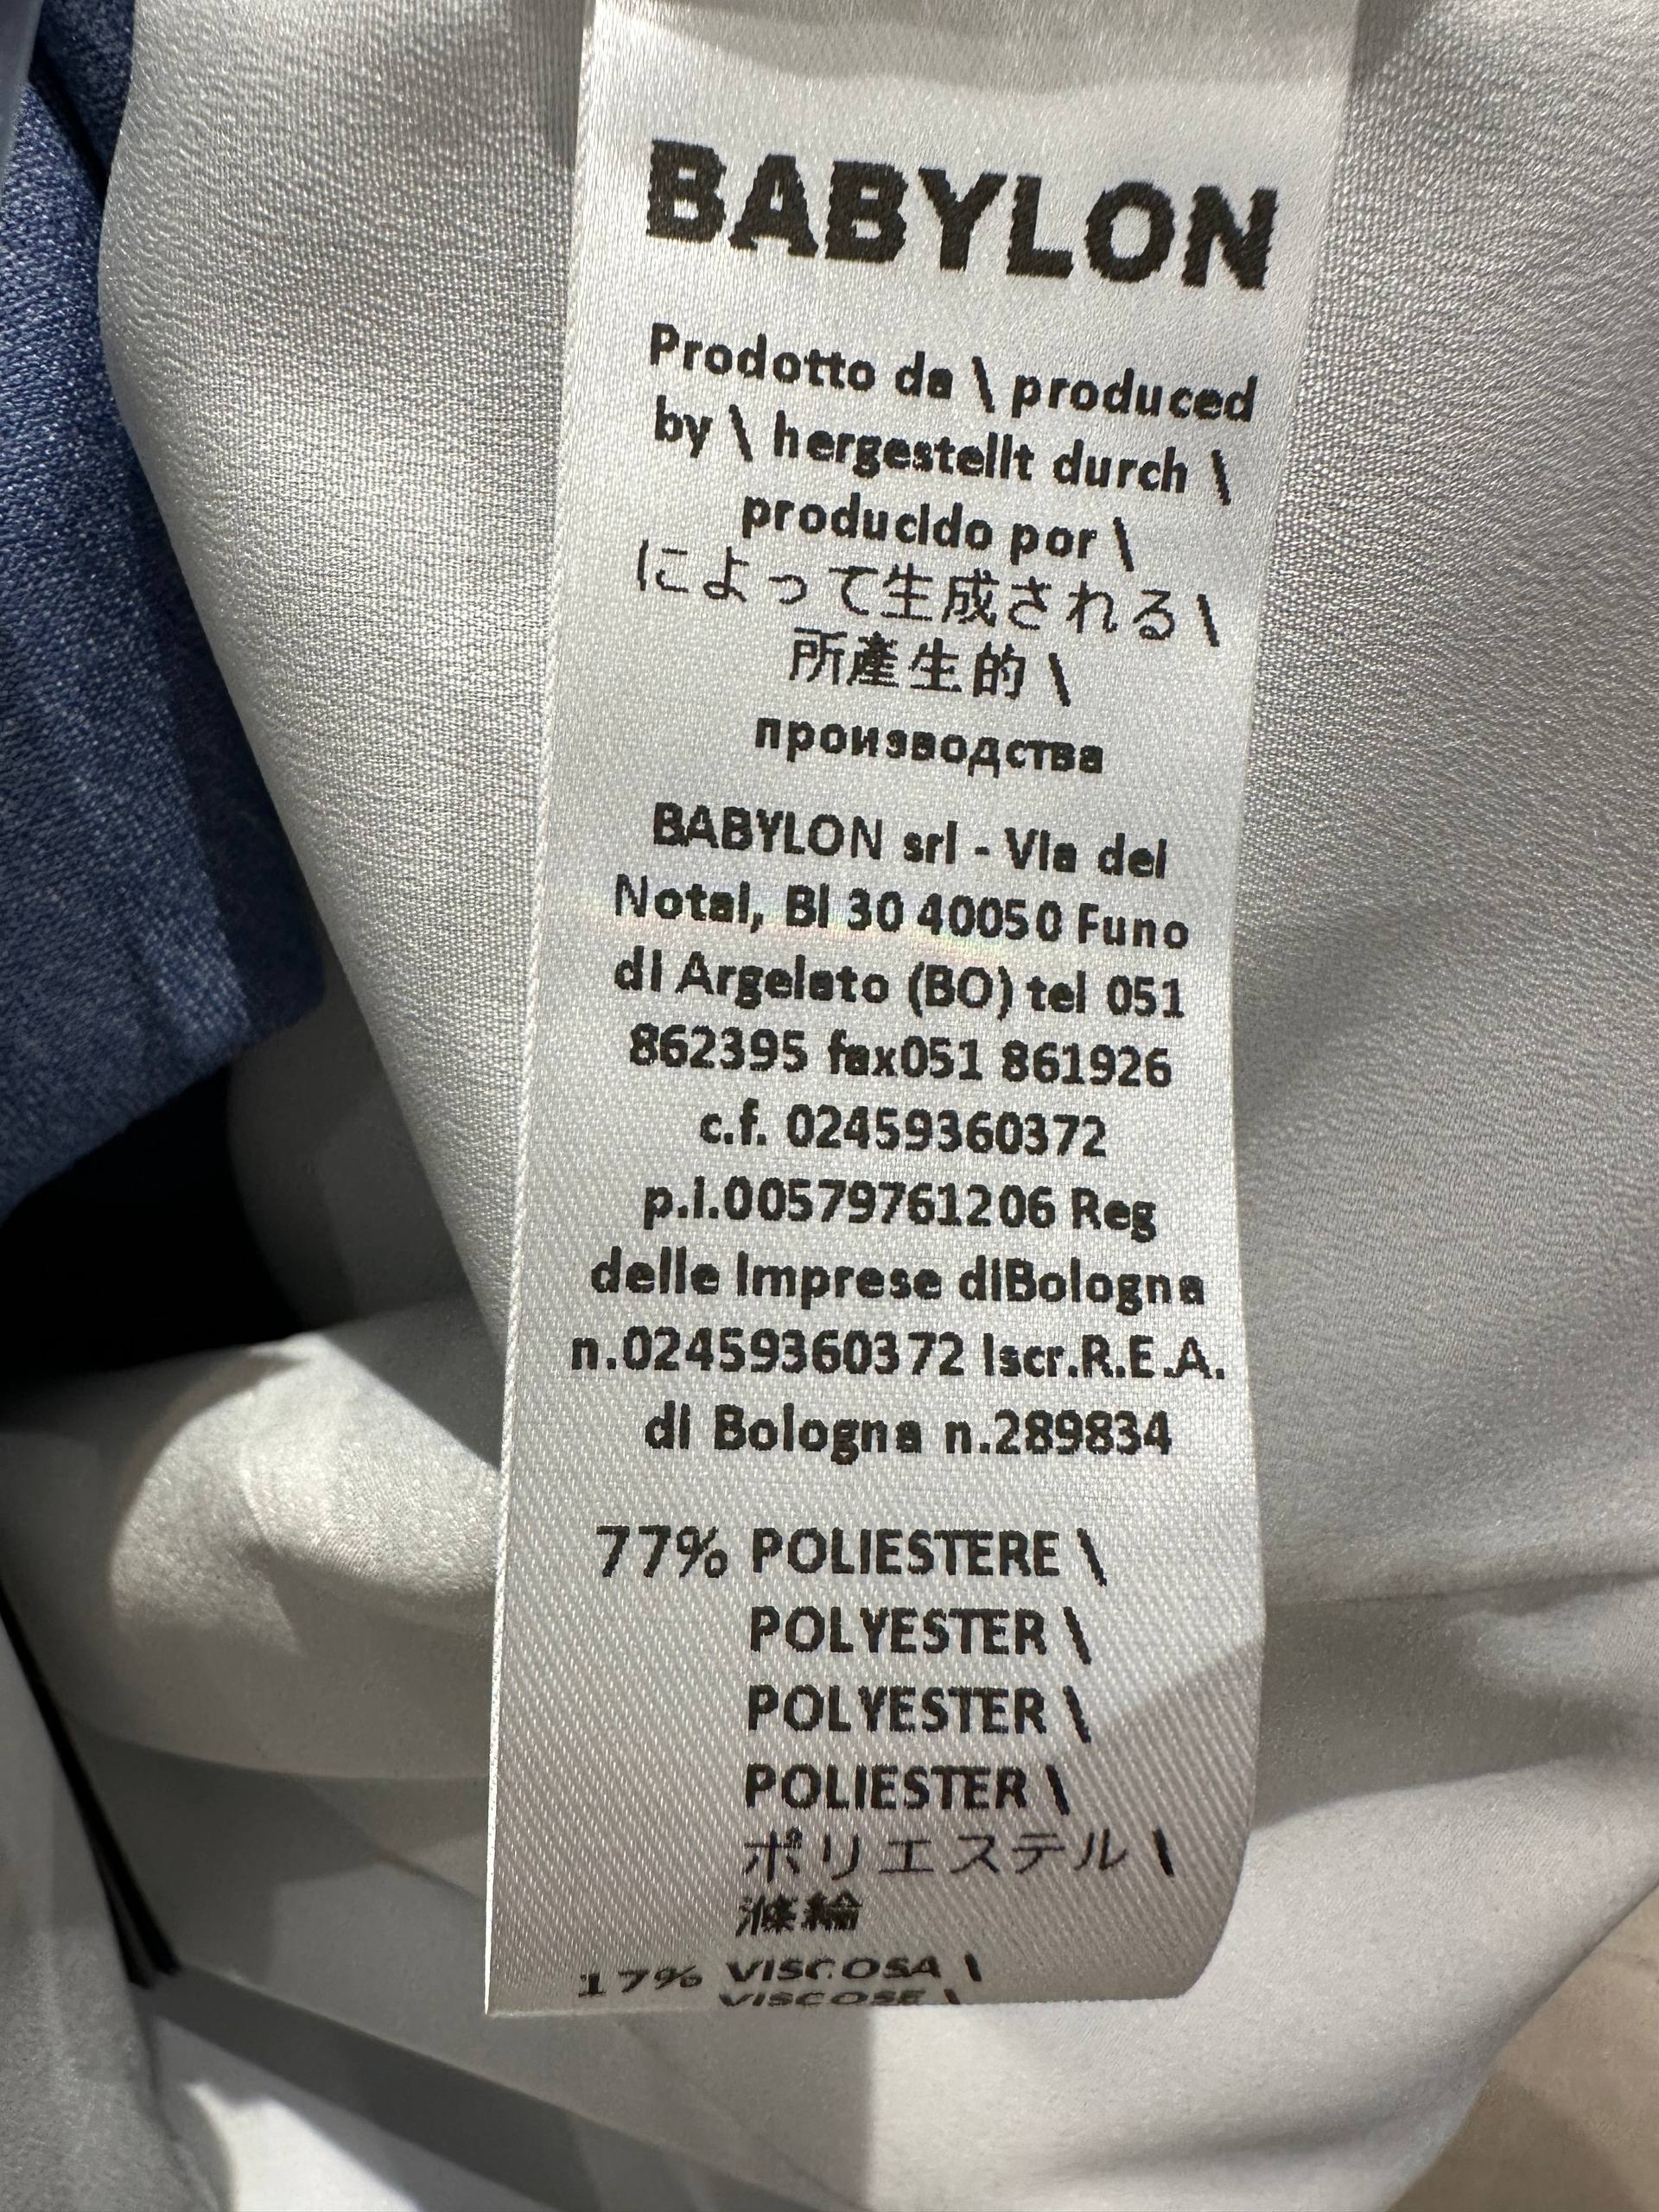 BABYLON
Prodotto da \ produced
by \ hergestellt durch \
producido por \
によって生成される \
所產生的 \
производства
BABYLON srl - Via del
Notai, Bl 30 40050 Funo
di Argelato (BO) tel 051
862395 fax051 861926
c.f. 02459360372
p.i.00579761206 Reg
delle Imprese diBologna
n.02459360372 Iscr.R.E.A.
di Bologna n.289834
77% POLIESTERE \
POLYESTER \
POLYESTER \
POLIESTER \
ポリエステル \
滌綸
17% VISCOSA \
VISCOSE \